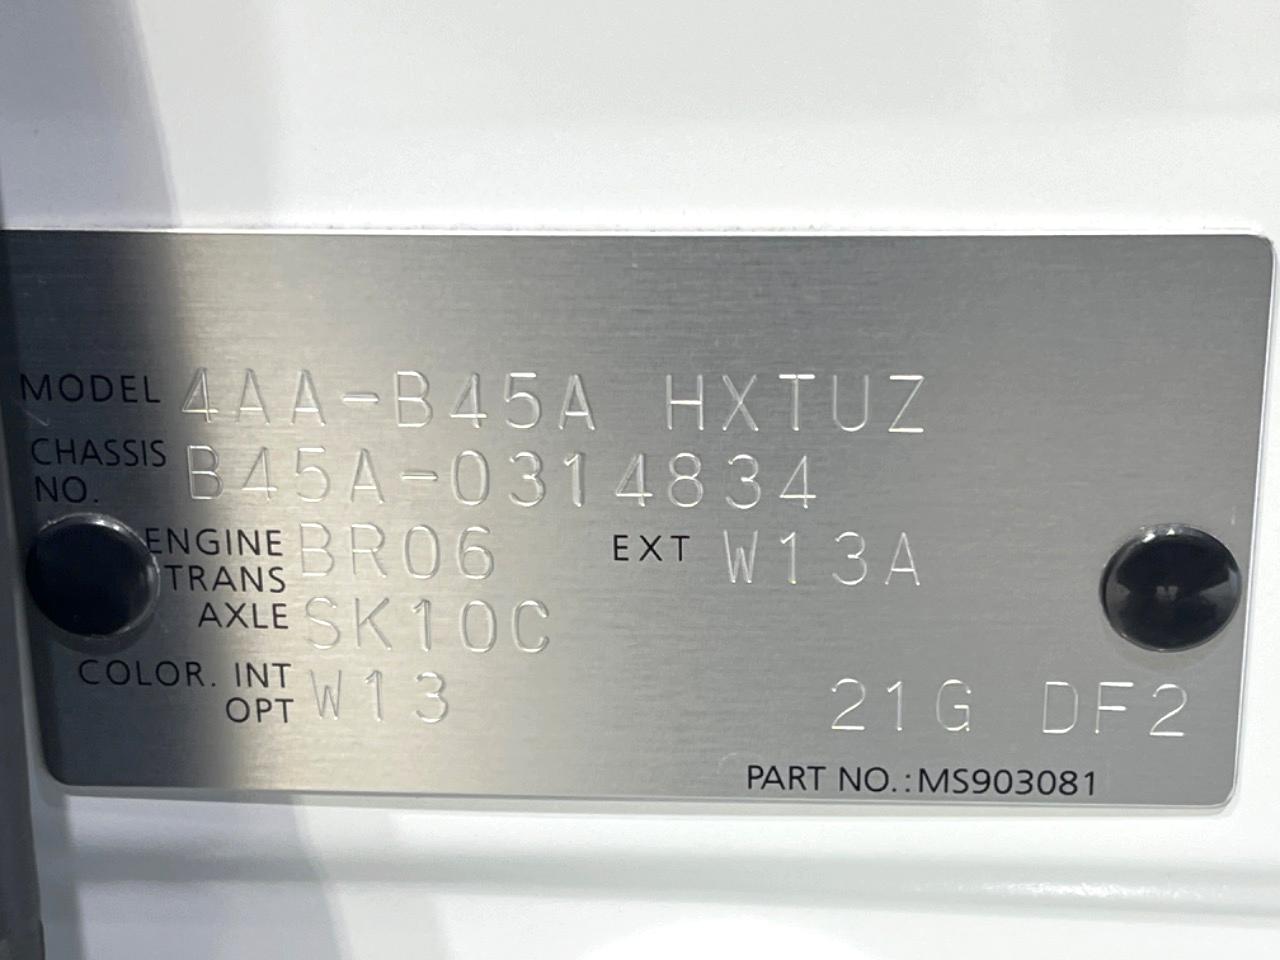 MODEL 4AA-B45A HXTUZ
CHASSIS NO. B45A-0314834
ENGINE BR06 EXT W13A
TRANS AXLE SK10C
COLOR. INT W13
OPT 21G DF2
PART NO.:MS903081